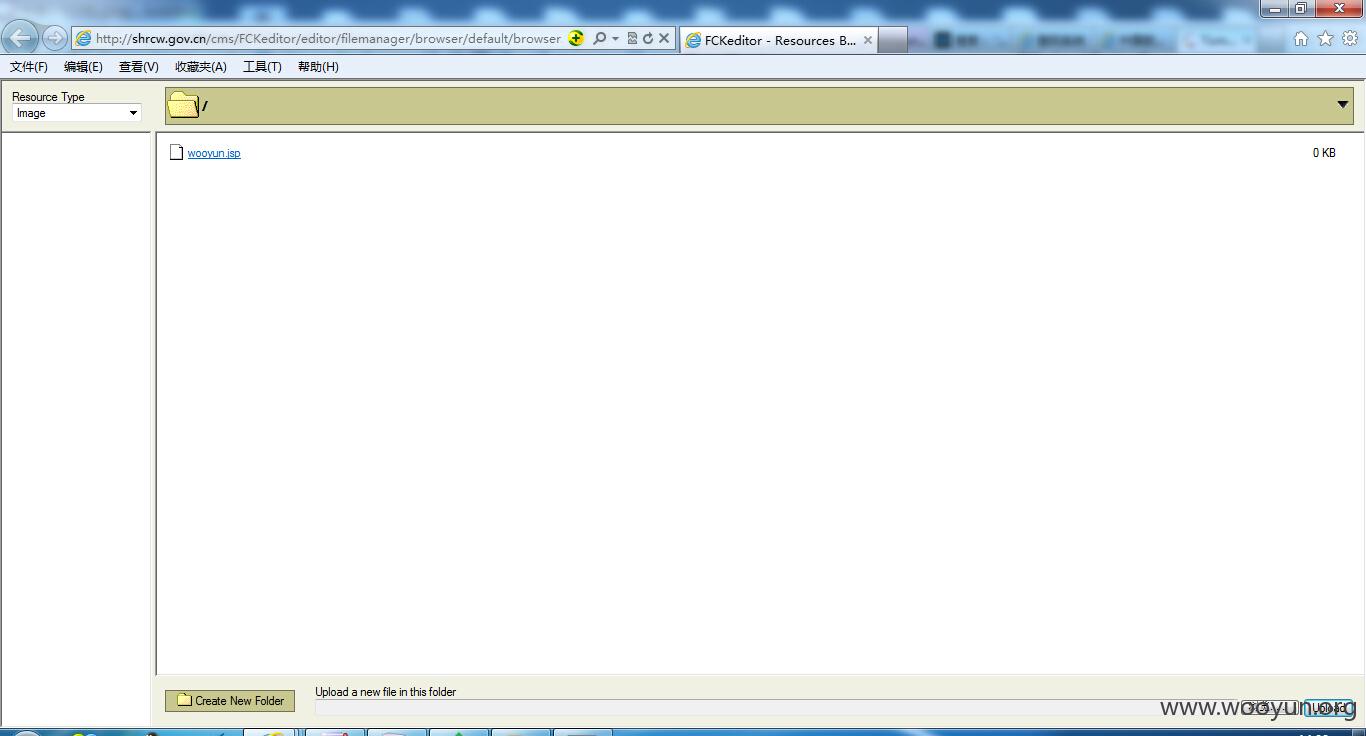 http://shrcw.gov.cn/cms/FCKeditor/editor/filemanager/browser/default/browser
FCKeditor - Resources B...
文件(F) 编辑(E) 查看(V) 收藏夹(A) 工具(T) 帮助(H)
Resource Type
Image
/
wooyun.jsp 0 KB
Create New Folder
Upload a new file in this folder
Upload
www.wooyun.org